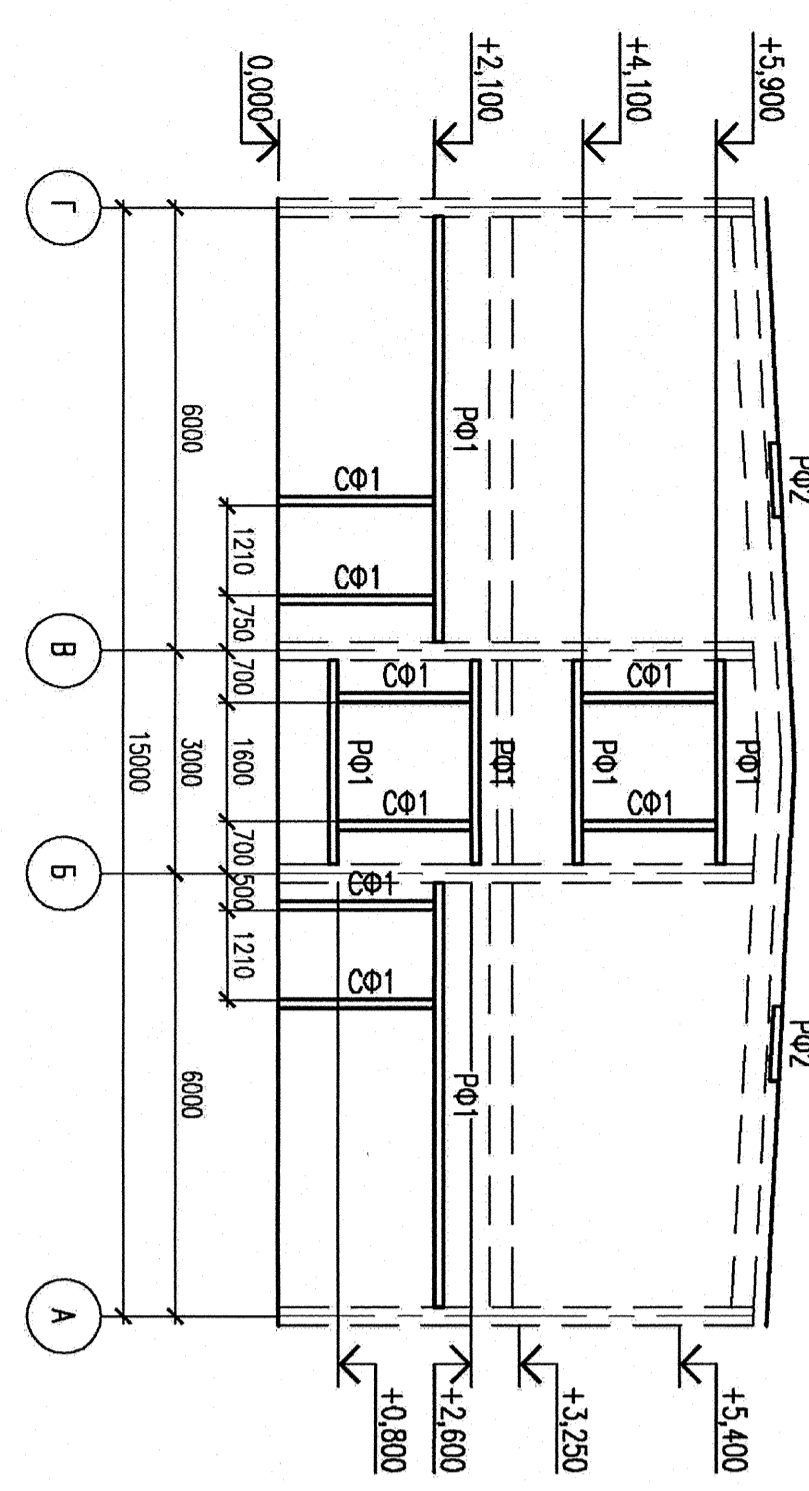 РФ2 РФ2
+5,900
РФ1
+5,400
СФ1 СФ1
+4,100
РФ1
+3,250
РФ1
+2,100
РФ1 РФ1
+2,600
СФ1 СФ1
+0,800
СФ1 СФ1 РФ1 СФ1 СФ1
0,000
1210 750 700 1600 700 500 1210
6000 3000 6000
15000
Г В Б А